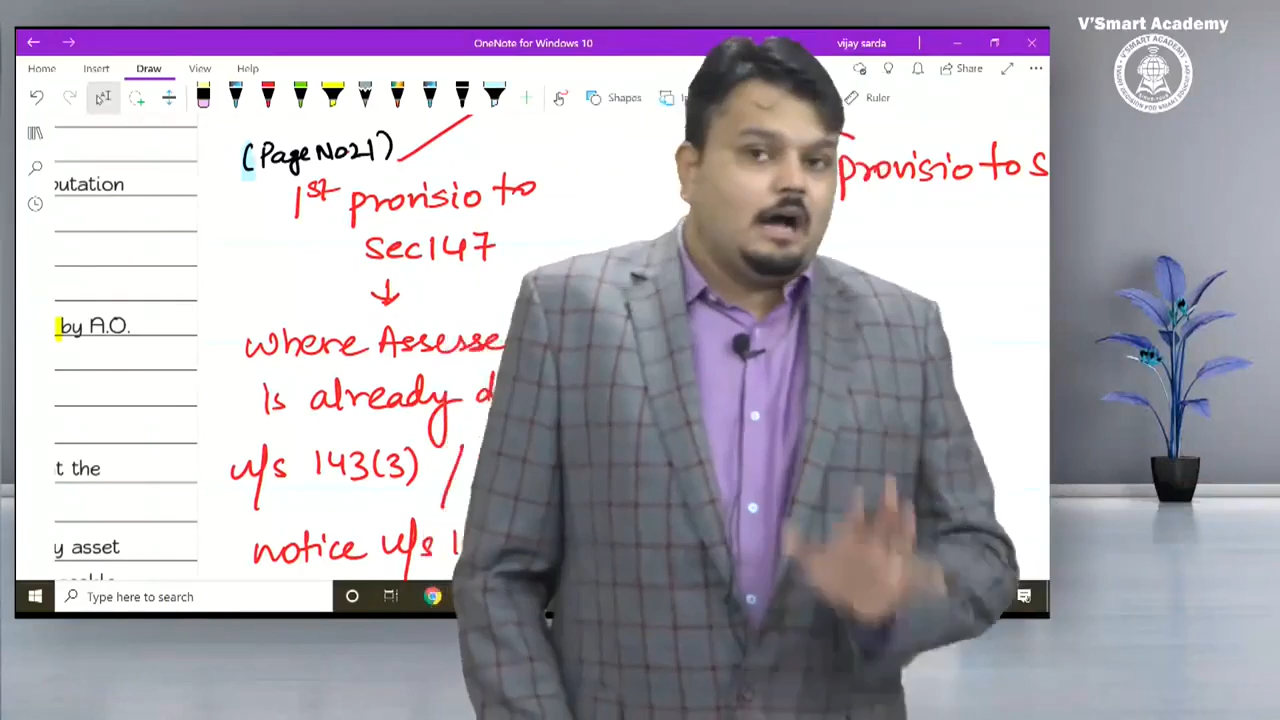 V'Smart Academy
OneNote for Windows 10
vijay sarda
Home Insert Draw View Help
Share
Shapes
Ruler
(Page No 21)
1st provisio to
sec 147
where Assesse
Is already d
u/s 143(3) /
notice u/s 1
provisio to s
putation
by A.O.
t the
y asset
Type here to search